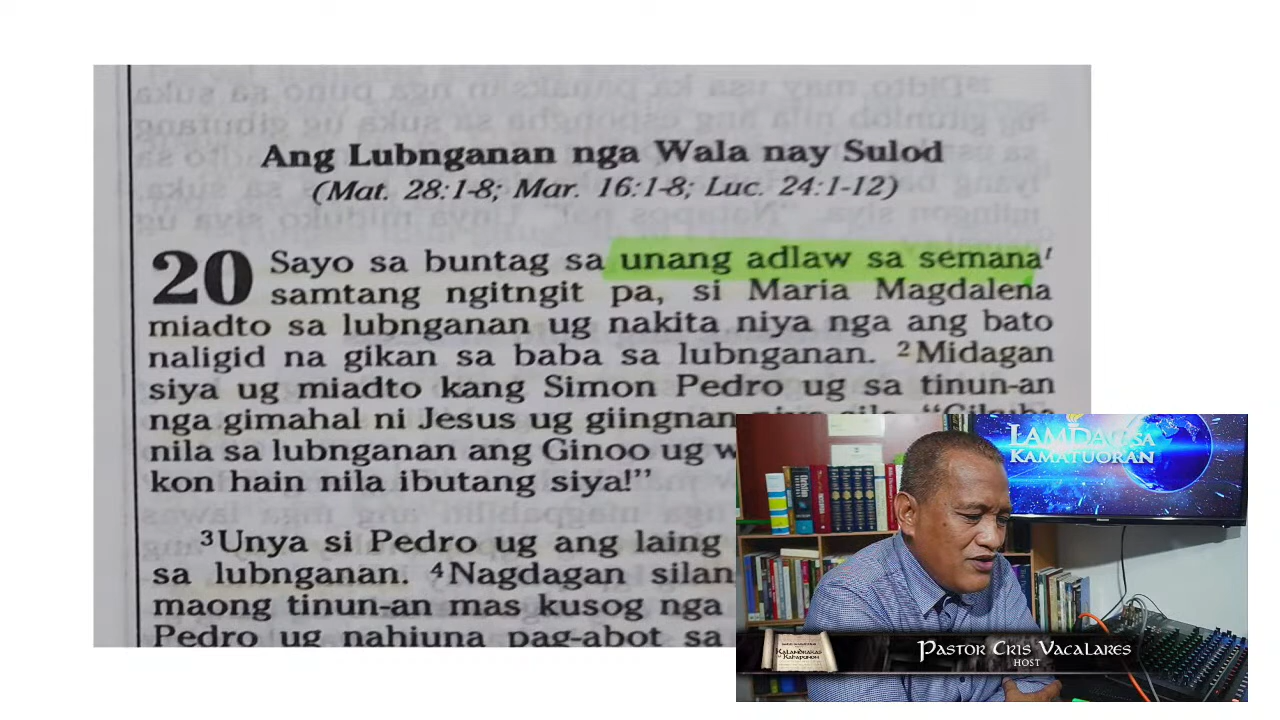 Ang Lubnganan nga Wala nay Sulod
(Mat. 28:1-8; Mar. 16:1-8; Luc. 24:1-12)
20 Sayo sa buntag sa unang adlaw sa semana,
samtang ngitngit pa, si Maria Magdalena
miadto sa lubnganan ug nakita niya nga ang bato
naligid na gikan sa baba sa lubnganan. 2 Midagan
siya ug miadto kang Simon Pedro ug sa tinun-an
nga gimahal ni Jesus ug giingnan niya sila, “Gikuha
nila sa lubnganan ang Ginoo ug w
kon hain nila ibutang siya!”
3 Unya si Pedro ug ang laing
sa lubnganan. 4 Nagdagan silan
maong tinun-an mas kusog nga
Pedro ug nahiuna pag-abot sa
LAMDAG SA
KAMATUORAN
KALAMDAGAN
PASTOR CRIS VACALARES
HOST